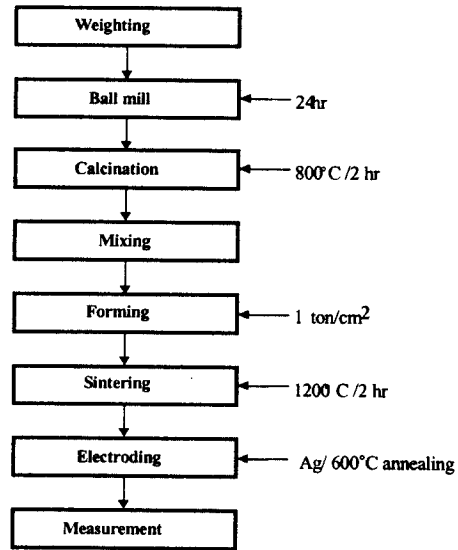 Weighting
Ball mill
24hr
Calcination
800°C /2 hr
Mixing
Forming
1 ton/cm²
Sintering
1200° C /2 hr
Electroding
Ag/ 600°C annealing
Measurement